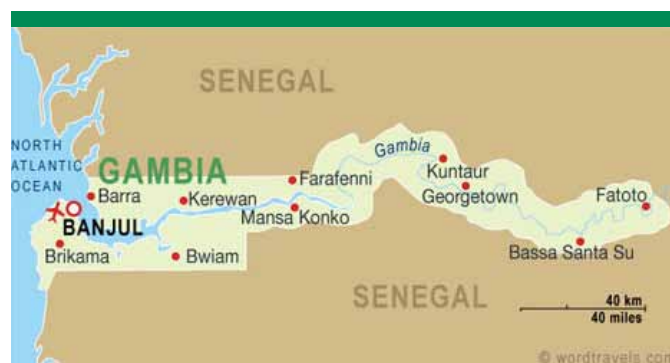 SENEGAL
NORTH
ATLANTIC
OCEAN
GAMBIA
Gambia
Kuntaur
Farafenni
Georgetown
Barra
Kerewan
Fatoto
Mansa Konko
BANJUL
Brikama
Bwiam
Bassa Santa Su
SENEGAL
40 km
40 miles
© wordtravels.com